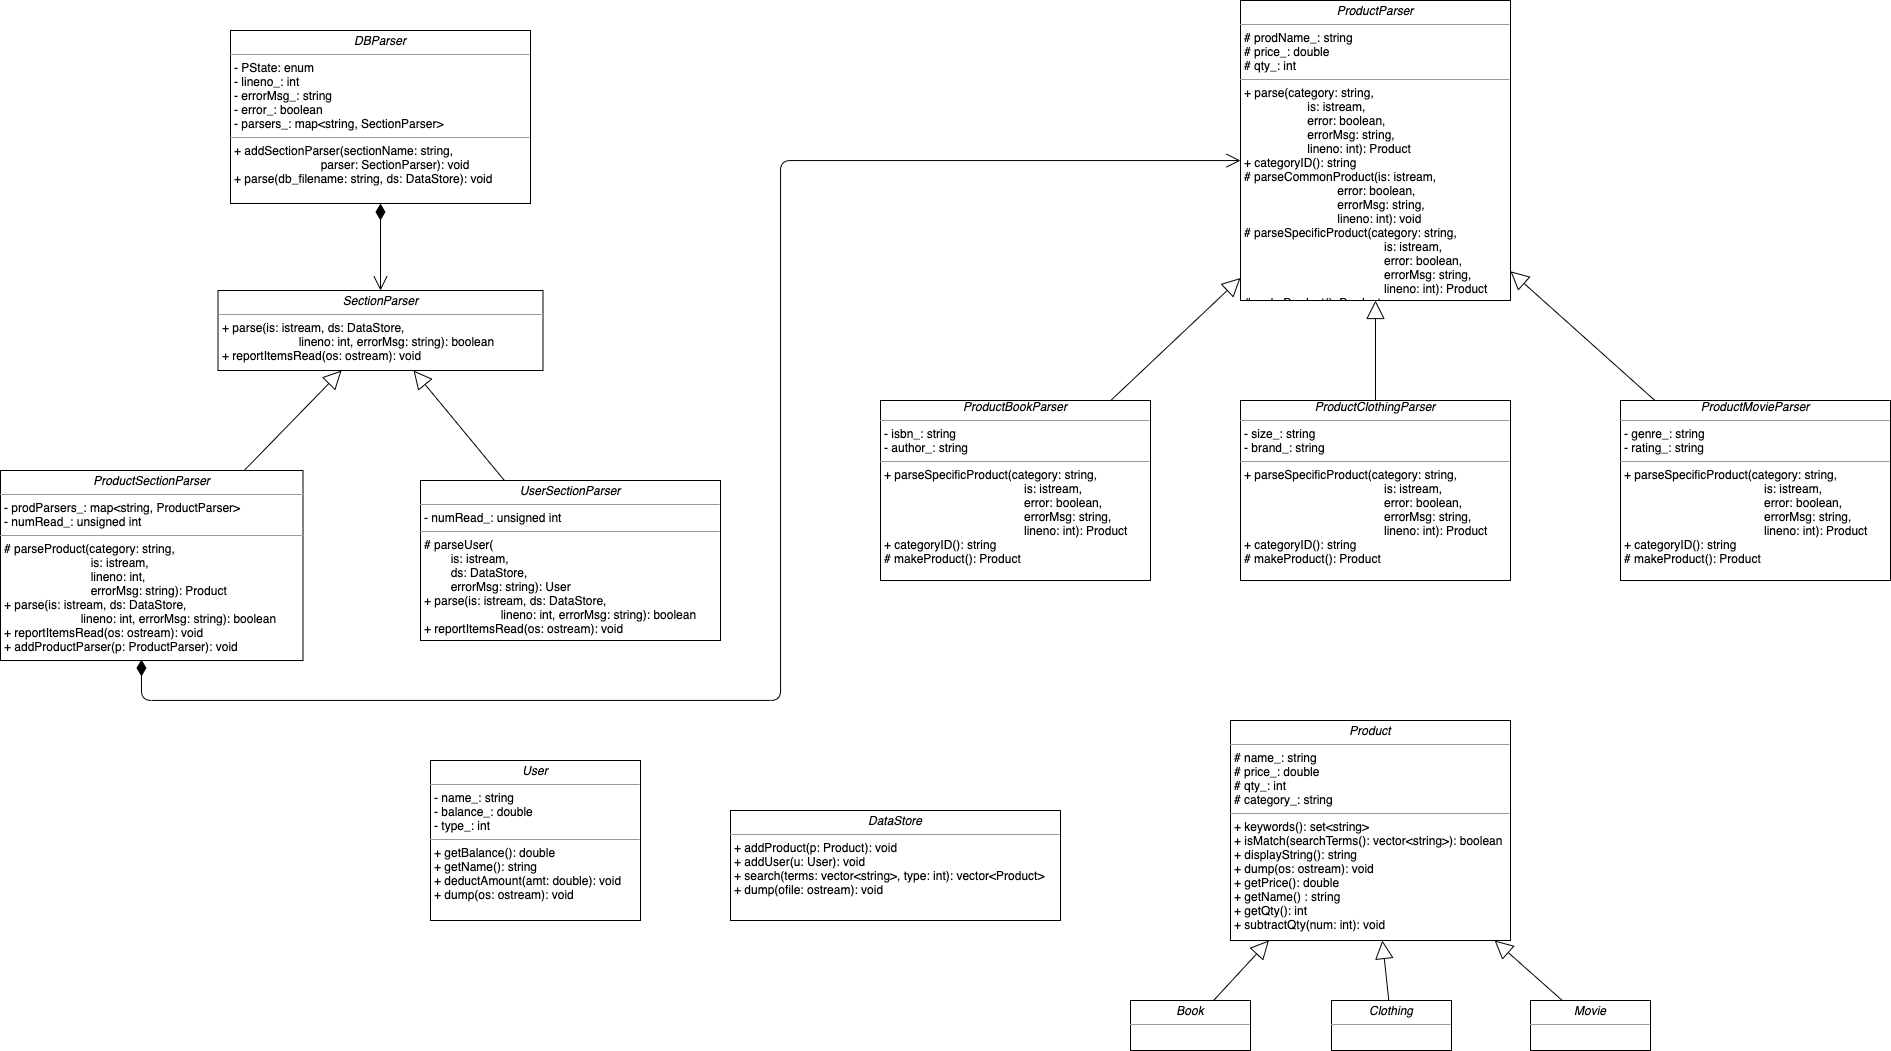 DBParser
- PState: enum
- lineno_: int
- errorMsg_: string
- error_: boolean
- parsers_: map<string, SectionParser>
+ addSectionParser(sectionName: string,
parser: SectionParser): void
+ parse(db_filename: string, ds: DataStore): void
SectionParser
+ parse(is: istream, ds: DataStore,
lineno: int, errorMsg: string): boolean
+ reportItemsRead(os: ostream): void
ProductSectionParser
- prodParsers_: map<string, ProductParser>
- numRead_: unsigned int
# parseProduct(category: string,
is: istream,
lineno: int,
errorMsg: string): Product
+ parse(is: istream, ds: DataStore,
lineno: int, errorMsg: string): boolean
+ reportItemsRead(os: ostream): void
+ addProductParser(p: ProductParser): void
UserSectionParser
- numRead_: unsigned int
# parseUser(
is: istream,
ds: DataStore,
errorMsg: string): User
+ parse(is: istream, ds: DataStore,
lineno: int, errorMsg: string): boolean
+ reportItemsRead(os: ostream): void
ProductParser
# prodName_: string
# price_: double
# qty_: int
+ parse(category: string,
is: istream,
error: boolean,
errorMsg: string,
lineno: int): Product
+ categoryID(): string
# parseCommonProduct(is: istream,
error: boolean,
errorMsg: string,
lineno: int): void
# parseSpecificProduct(category: string,
is: istream,
error: boolean,
errorMsg: string,
lineno: int): Product
ProductBookParser
- isbn_: string
- author_: string
+ parseSpecificProduct(category: string,
is: istream,
error: boolean,
errorMsg: string,
lineno: int): Product
+ categoryID(): string
# makeProduct(): Product
ProductClothingParser
- size_: string
- brand_: string
+ parseSpecificProduct(category: string,
is: istream,
error: boolean,
errorMsg: string,
lineno: int): Product
+ categoryID(): string
# makeProduct(): Product
ProductMovieParser
- genre_: string
- rating_: string
+ parseSpecificProduct(category: string,
is: istream,
error: boolean,
errorMsg: string,
lineno: int): Product
+ categoryID(): string
# makeProduct(): Product
User
- name_: string
- balance_: double
- type_: int
+ getBalance(): double
+ getName(): string
+ deductAmount(amt: double): void
+ dump(os: ostream): void
DataStore
+ addProduct(p: Product): void
+ addUser(u: User): void
+ search(terms: vector<string>, type: int): vector<Product>
+ dump(ofile: ostream): void
Product
# name_: string
# price_: double
# qty_: int
# category_: string
+ keywords(): set<string>
+ isMatch(searchTerms(): vector<string>): boolean
+ displayString(): string
+ dump(os: ostream): void
+ getPrice(): double
+ getName() : string
+ getQty(): int
+ subtractQty(num: int): void
Book
Clothing
Movie